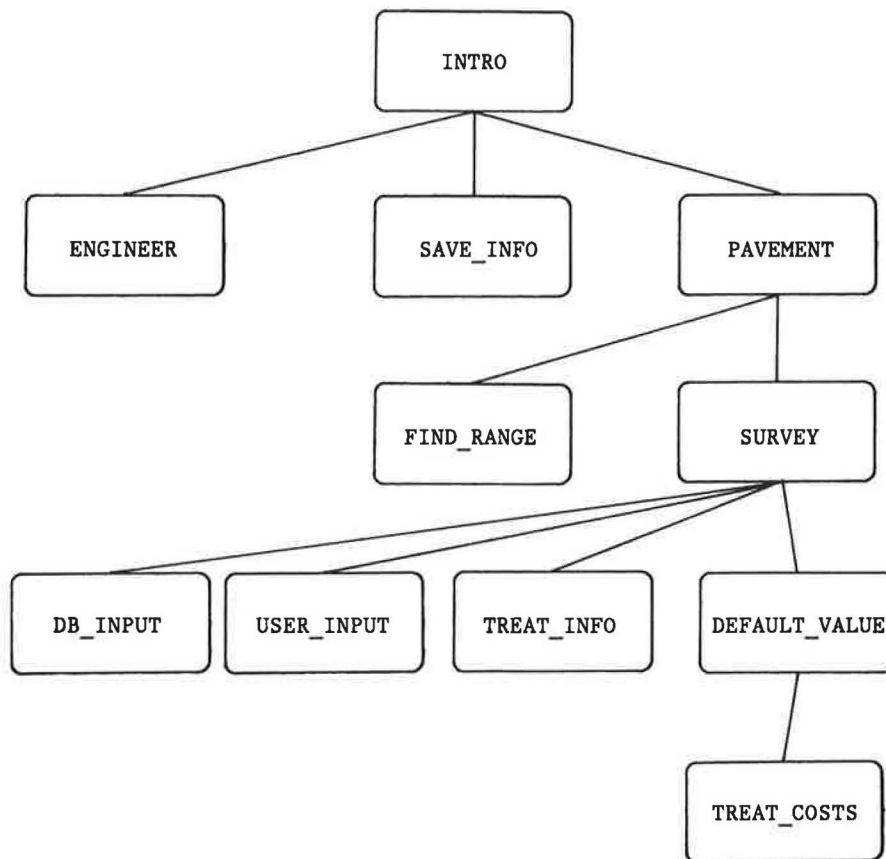 INTRO
ENGINEER
SAVE_INFO
PAVEMENT
FIND_RANGE
SURVEY
DB_INPUT
USER_INPUT
TREAT_INFO
DEFAULT_VALUE
TREAT_COSTS